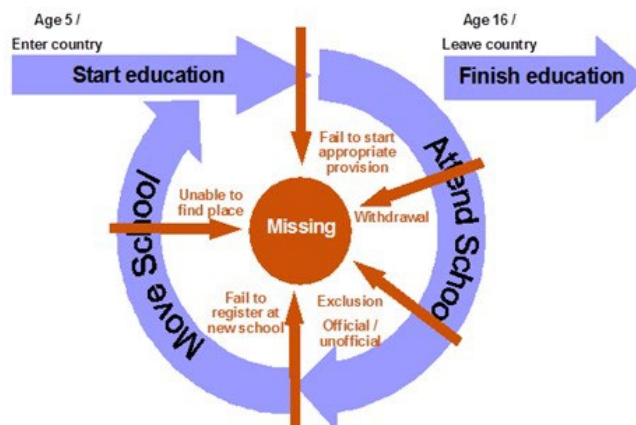 Age 5 /
Enter country
Start education
Age 16 /
Leave country
Finish education
Fail to start
appropriate
provision
Attend School
Withdrawal
Unable to
find place
Missing
Move School
Fail to
register at
new school
Exclusion
Official /
unofficial